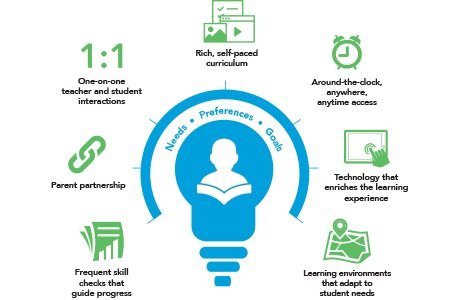 1:1
One-on-one
teacher and student
interactions
Rich, self-paced
curriculum
Around-the-clock,
anywhere,
anytime access
Needs • Preferences • Goals
Parent partnership
Technology that
enriches the learning
experience
Frequent skill
checks that
guide progress
Learning environments
that adapt to
student needs